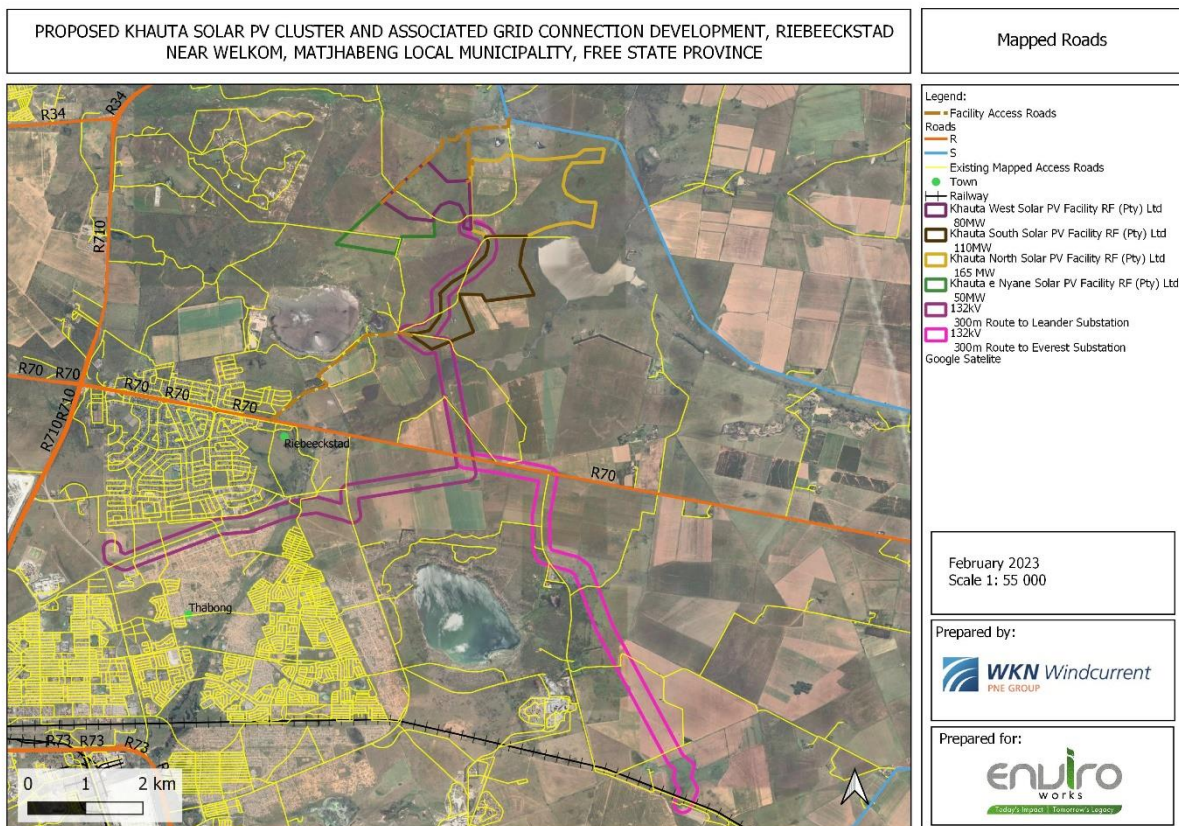 PROPOSED KHAUTA SOLAR PV CLUSTER AND ASSOCIATED GRID CONNECTION DEVELOPMENT, RIEBEECKSTAD
NEAR WELKOM, MATJHABENG LOCAL MUNICIPALITY, FREE STATE PROVINCE
Mapped Roads
R34
R34
R710
R70
R70
R70
R70
R70
R710
R710
Riebeeckstad
R70
Thabong
R73
R73
R73
0 1 2 km
Legend:
Facility Access Roads
Roads
R
S
Existing Mapped Access Roads
Town
Railway
Khauta West Solar PV Facility RF (Pty) Ltd
80MW
Khauta South Solar PV Facility RF (Pty) Ltd
110MW
Khauta North Solar PV Facility RF (Pty) Ltd
165 MW
Khauta e Nyane Solar PV Facility RF (Pty) Ltd
50MW
132kV
300m Route to Leander Substation
132kV
300m Route to Everest Substation
Google Satelite
February 2023
Scale 1: 55 000
Prepared by:
WKN Windcurrent
PNE GROUP
Prepared for:
enviro
works
Today's Impact | Tomorrow's Legacy